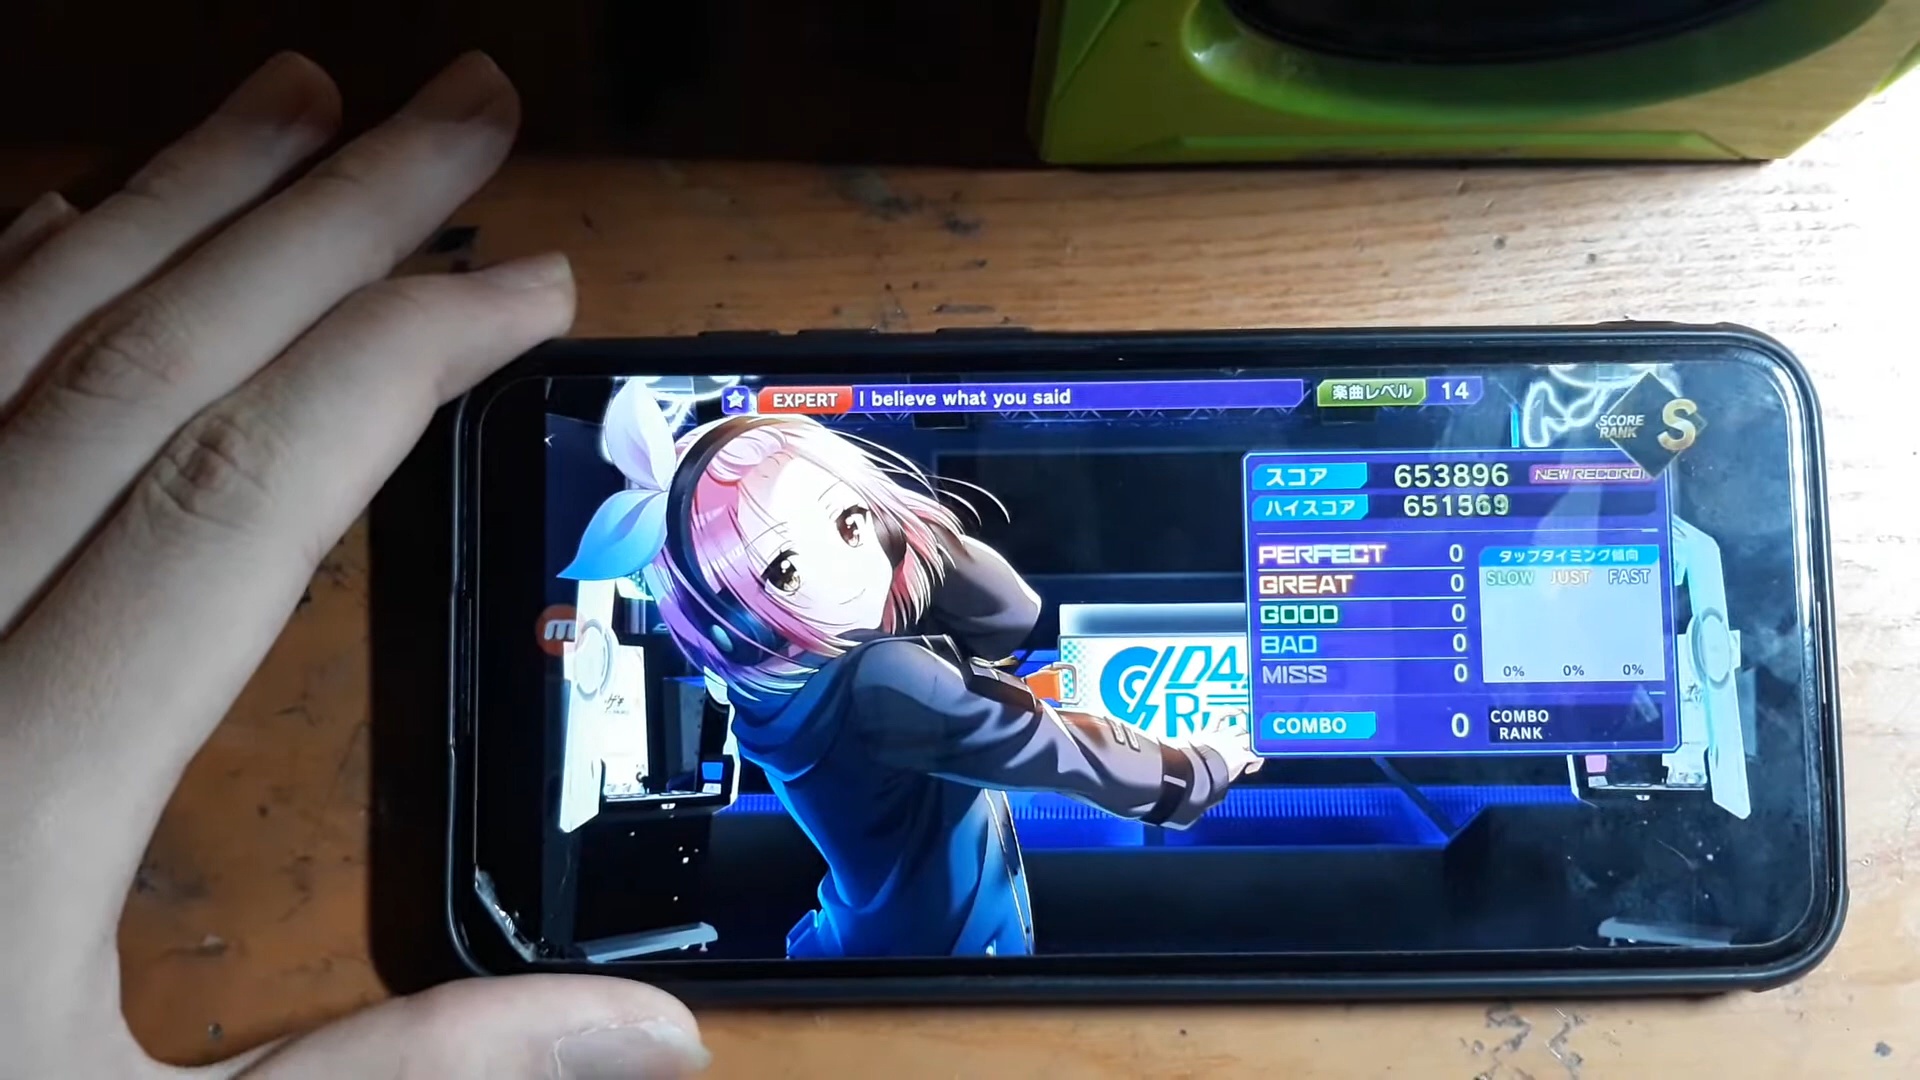 EXPERT I believe what you said
楽曲レベル 14
SCORE RANK S
スコア 653896 NEW RECORD!
ハイスコア 651569
PERFECT 0
GREAT 0
GOOD 0
BAD 0
MISS 0
タップタイミング傾向
SLOW JUST FAST
0% 0% 0%
COMBO 0
COMBO RANK